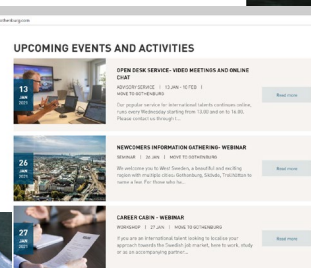 othenburg.com
UPCOMING EVENTS AND ACTIVITIES
13
JAN
2021
OPEN DESK SERVICE- VIDEO MEETINGS AND ONLINE
CHAT
ADVISORY SERVICE | 13 JAN - 10 FEB |
MOVE TO GOTHENBURG
Our popular service for international talents continues online,
runs every Wednesday starting from 13.00 and on to 16.00.
Please contact us through t...
Read more
26
JAN
2021
NEWCOMERS INFORMATION GATHERING- WEBINAR
SEMINAR | 26 JAN | MOVE TO GOTHENBURG
We welcome you to West Sweden, a beautiful and exciting
region with multiple cities: Gothenburg, Skövde, Trollhättan to
name a few. For those who ha...
Read more
27
JAN
2021
CAREER CABIN - WEBINAR
WORKSHOP | 27 JAN | MOVE TO GOTHENBURG
If you are an international talent looking to localise your
approach towards the Swedish job market, here to work, study
or as an accompanying partner...
Read more